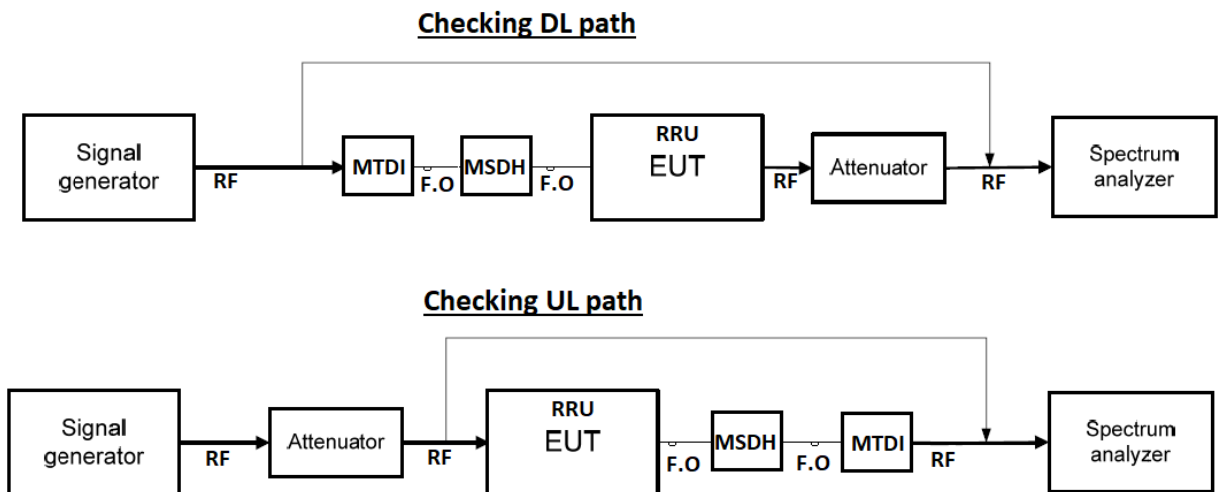 Checking DL path
Signal
generator
RF
MTDI
F.O
MSDH
F.O
RRU
EUT
RF
Attenuator
RF
Spectrum
analyzer
Checking UL path
Signal
generator
RF
Attenuator
RF
RRU
EUT
F.O
MSDH
F.O
MTDI
RF
Spectrum
analyzer